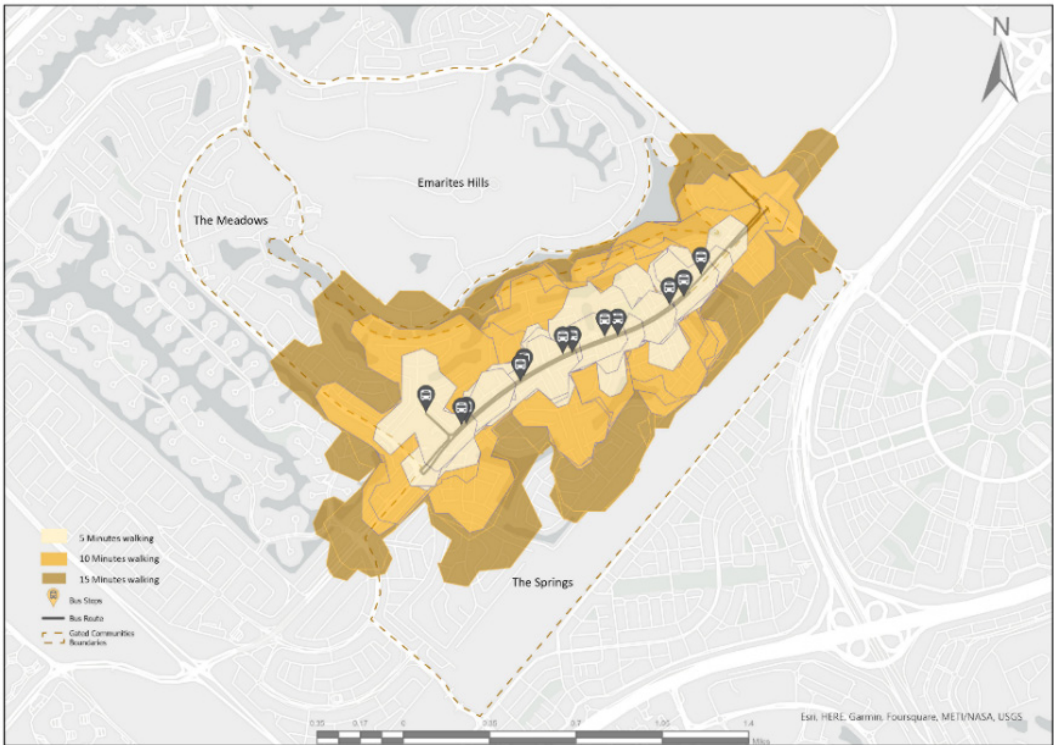 N
Emarites Hills
The Meadows
The Springs
5 Minutes walking
10 Minutes walking
15 Minutes walking
Bus Stops
Bus Route
Gated Communities
Boundaries
Esri, HERE, Garmin, Foursquare, METI/NASA, USGS
0.35 0.17 0 0.35 0.7 1.05 1.4
Miles